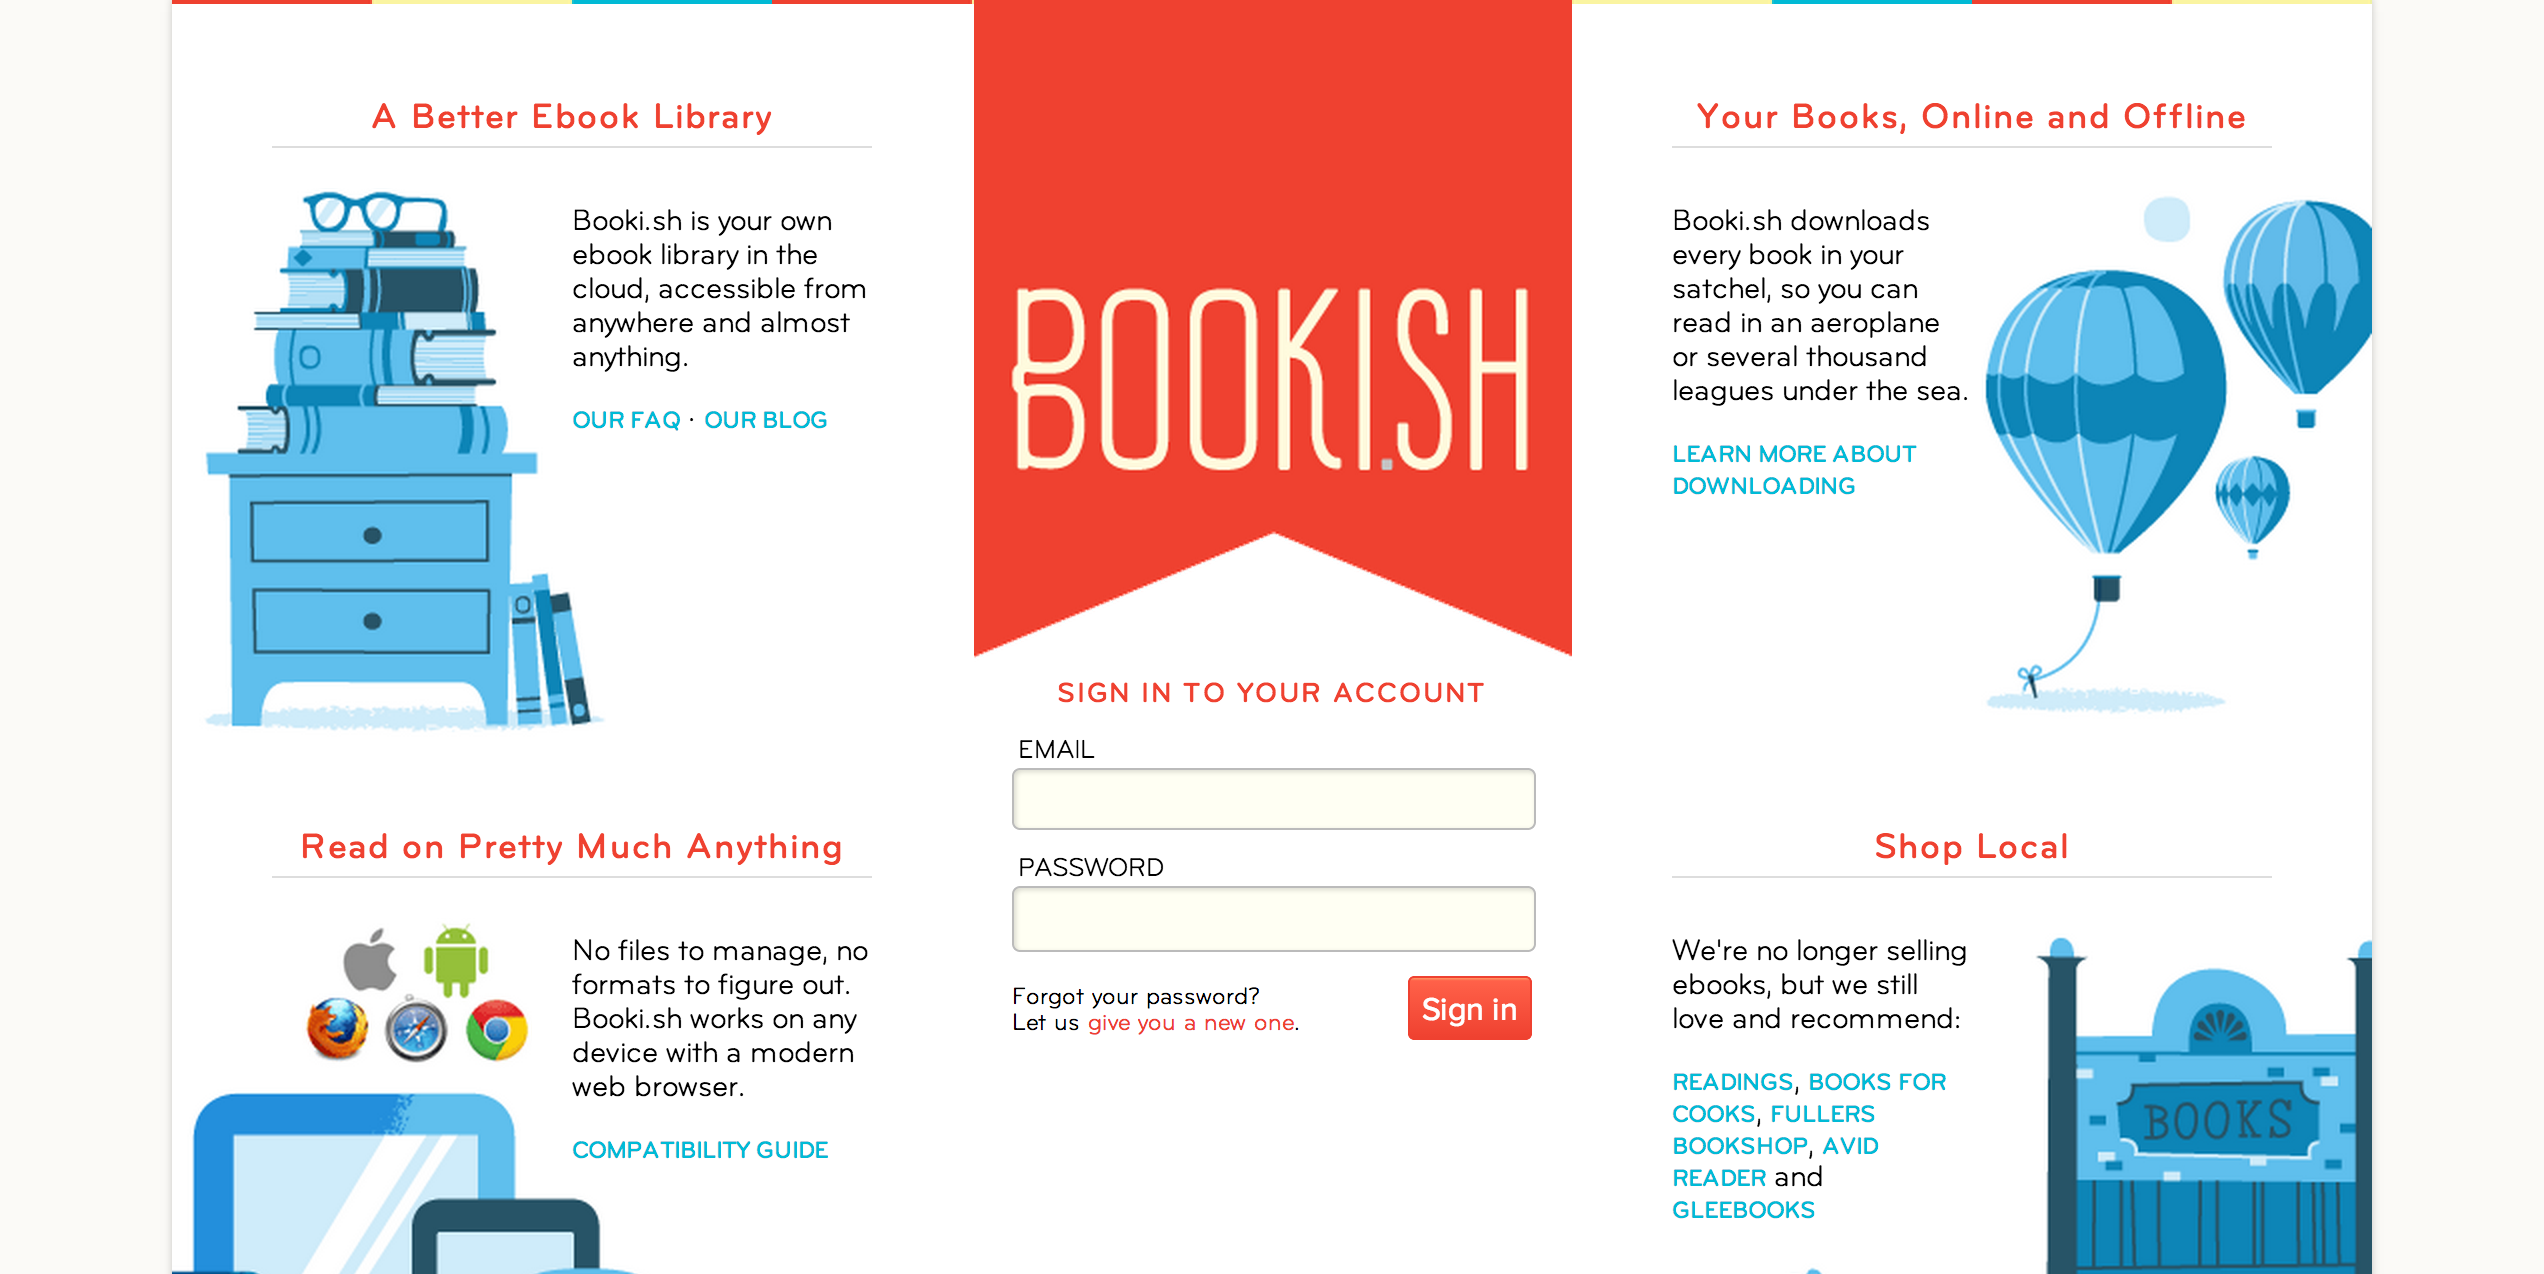 A Better Ebook Library
Booki.sh is your own
ebook library in the
cloud, accessible from
anywhere and almost
anything.
OUR FAQ · OUR BLOG
Read on Pretty Much Anything
No files to manage, no
formats to figure out.
Booki.sh works on any
device with a modern
web browser.
COMPATIBILITY GUIDE
BOOKI.SH
SIGN IN TO YOUR ACCOUNT
EMAIL
PASSWORD
Forgot your password?
Let us give you a new one.
Sign in
Your Books, Online and Offline
Booki.sh downloads
every book in your
satchel, so you can
read in an aeroplane
or several thousand
leagues under the sea.
LEARN MORE ABOUT
DOWNLOADING
Shop Local
We're no longer selling
ebooks, but we still
love and recommend:
READINGS, BOOKS FOR
COOKS, FULLERS
BOOKSHOP, AVID
READER and
GLEEBOOKS
BOOKS